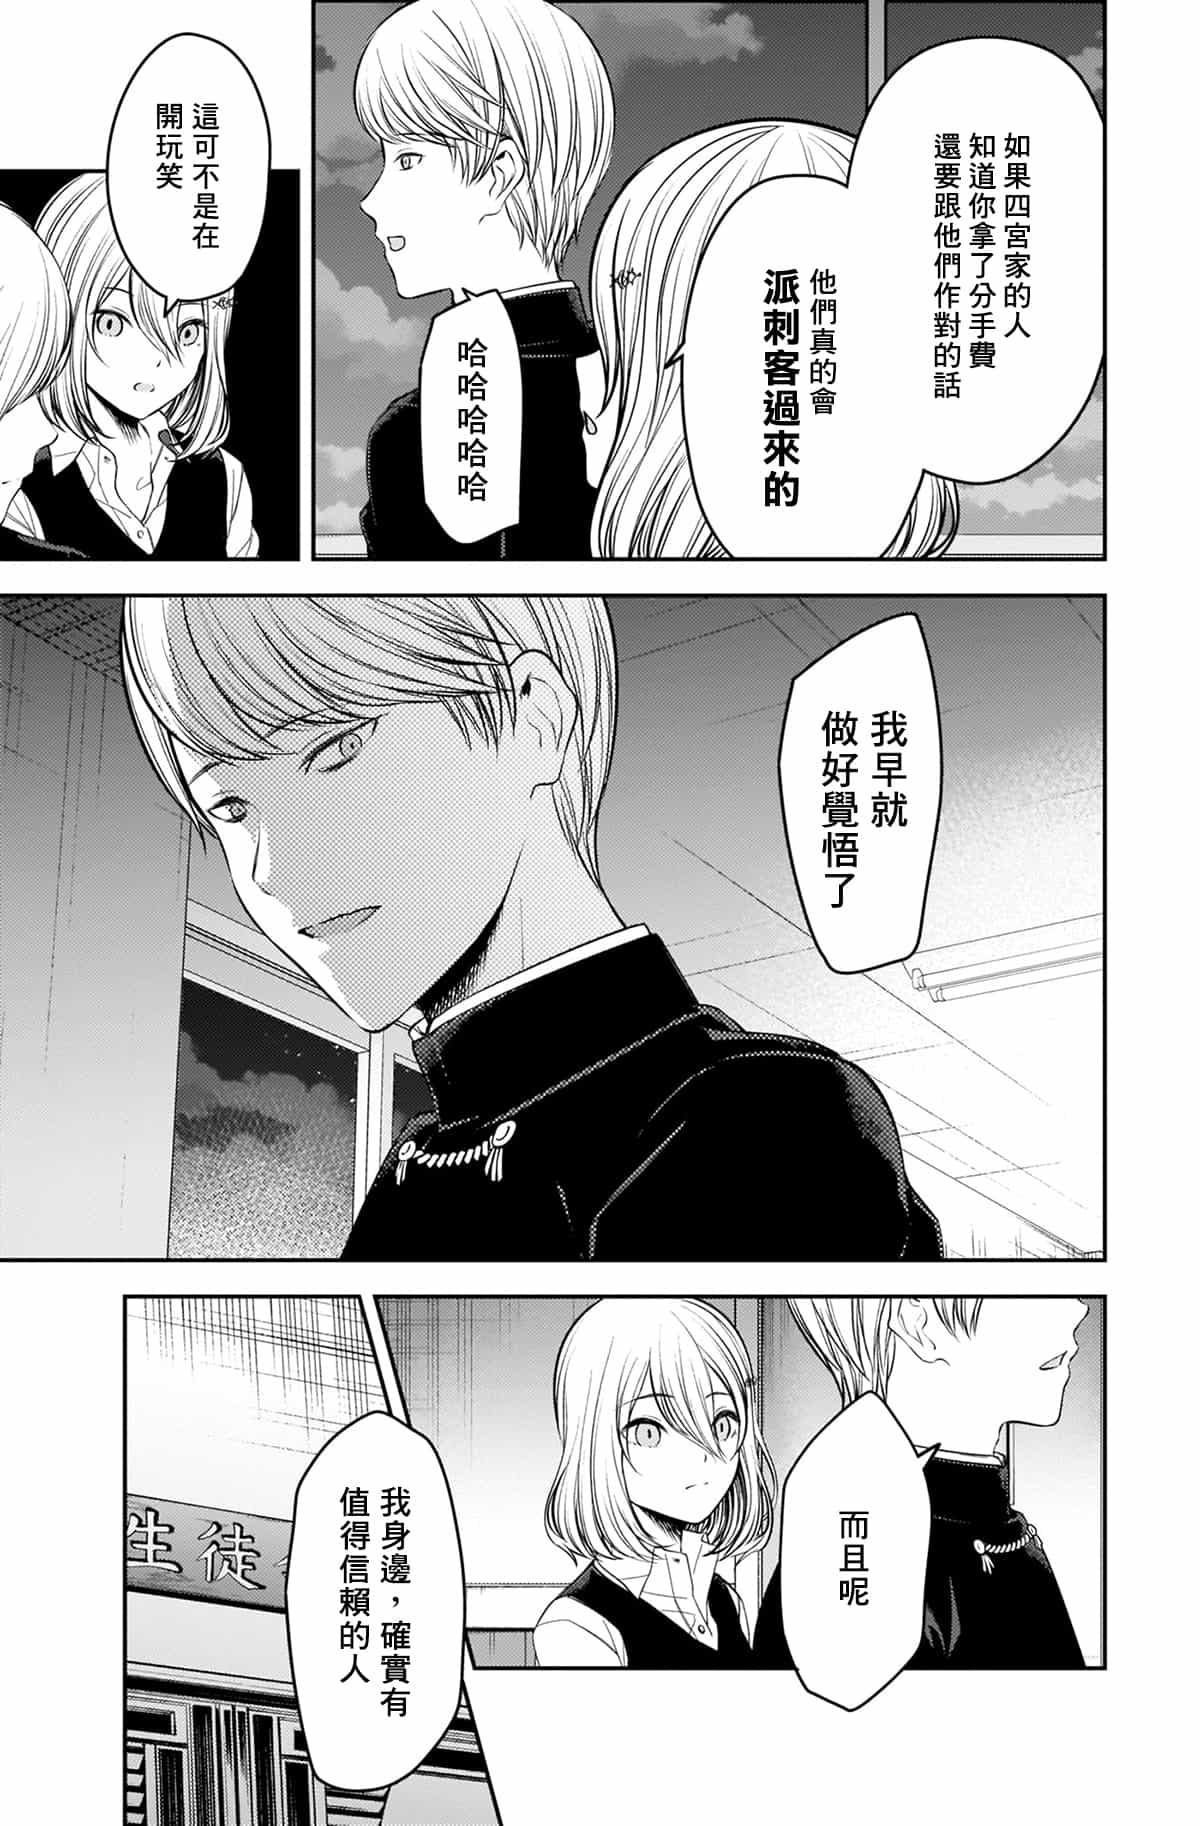 如果四宮家的人
知道你拿了分手費
還要跟他們作對的話
他們真的會
派刺客過來的
哈哈哈哈哈
這可不是在
開玩笑
我早就
做好覺悟了
而且呢
我身邊，確實有
值得信賴的人
生徒